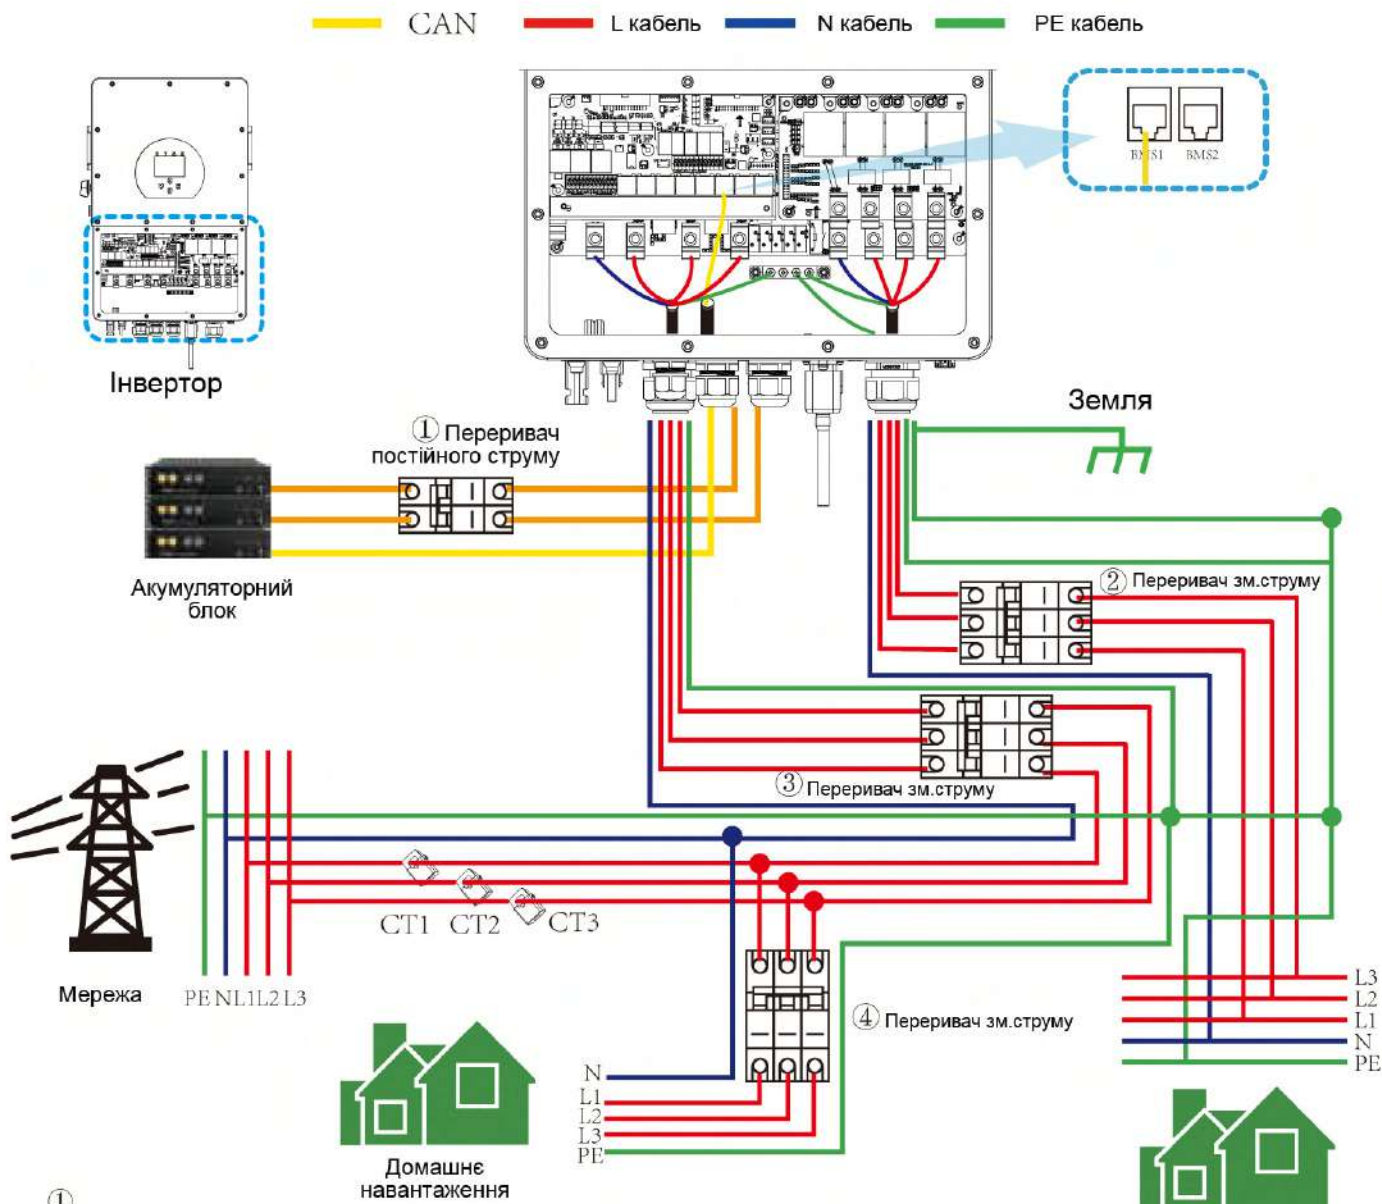 CAN L кабель N кабель PE кабель
BMS1 BMS2
Інвертор
① Переривач
постійного струму
Земля
Акумуляторний
блок
② Переривач зм.струму
③ Переривач зм.струму
CT1 CT2 CT3
Мережа
PE N L1 L2 L3
④ Переривач зм.струму
L3
L2
L1
N
PE
N
L1
L2
L3
PE
Домашнє
навантаження
①